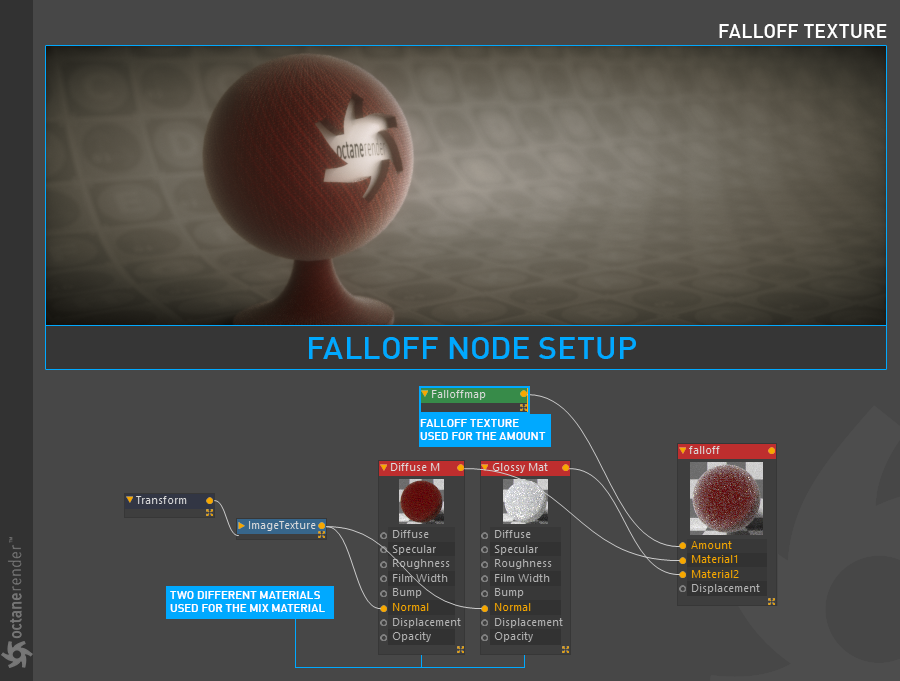 FALLOFF TEXTURE
octanerender
FALLOFF NODE SETUP
Falloffmap
FALLOFF TEXTURE
USED FOR THE AMOUNT
falloff
Amount
Material1
Material2
Displacement
Diffuse M
Diffuse
Specular
Roughness
Film Width
Bump
Normal
Displacement
Opacity
Glossy Mat
Diffuse
Specular
Roughness
Film Width
Bump
Normal
Displacement
Opacity
Transform
ImageTexture
TWO DIFFERENT MATERIALS
USED FOR THE MIX MATERIAL
octanerender™